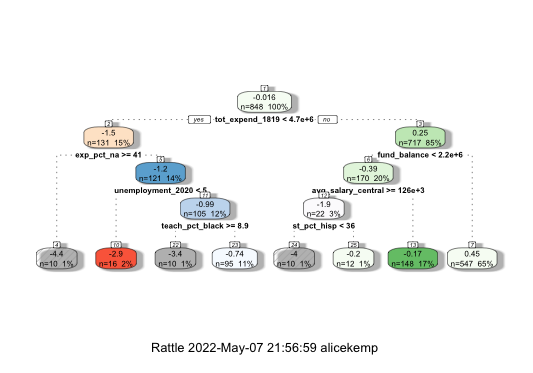 1
-0.016
n=848 100%
yes tot_expend_1819 < 4.7e+6 no
2
-1.5
n=131 15%
3
0.25
n=717 85%
exp_pct_na >= 41
fund_balance < 2.2e+6
5
-1.2
n=121 14%
6
-0.39
n=170 20%
unemployment_2020 < 5
avg_salary_central >= 126e+3
11
-0.99
n=105 12%
12
-1.9
n=22 3%
teach_pct_black >= 8.9
st_pct_hisp < 36
4
-4.4
n=10 1%
10
-2.9
n=16 2%
22
-3.4
n=10 1%
23
-0.74
n=95 11%
24
-4
n=10 1%
25
-0.2
n=12 1%
13
-0.17
n=148 17%
7
0.45
n=547 65%
Rattle 2022-May-07 21:56:59 alicekemp